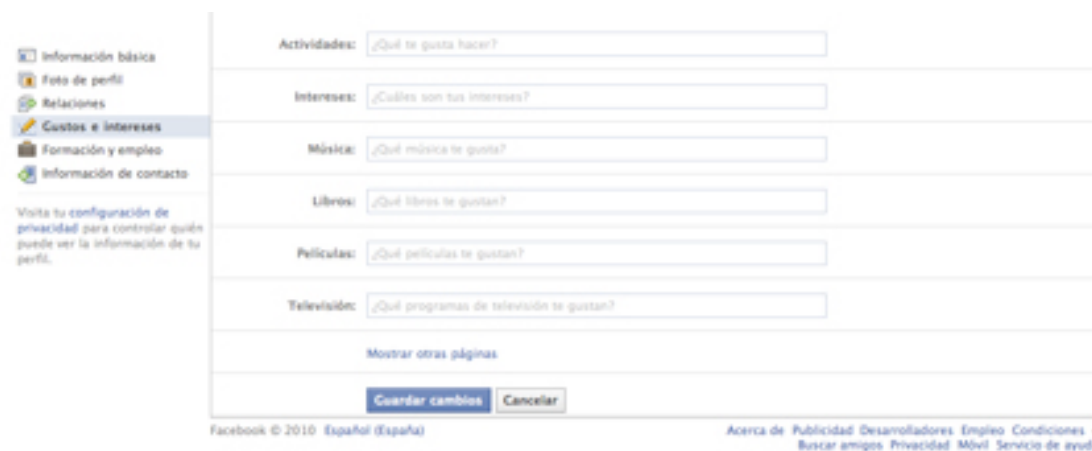 Información básica
Foto de perfil
Relaciones
Gustos e intereses
Formación y empleo
Información de contacto
Visita tu configuración de
privacidad para controlar quién
puede ver la información de tu
perfil.
Actividades: ¿Qué te gusta hacer?
Intereses: ¿Cuáles son tus intereses?
Música: ¿Qué música te gusta?
Libros: ¿Qué libros te gustan?
Películas: ¿Qué películas te gustan?
Televisión: ¿Qué programas de televisión te gustan?
Mostrar otras páginas
Guardar cambios Cancelar
Facebook © 2010 Español (España)
Acerca de Publicidad Desarrolladores Empleo Condiciones
Buscar amigos Privacidad Móvil Servicio de ayud